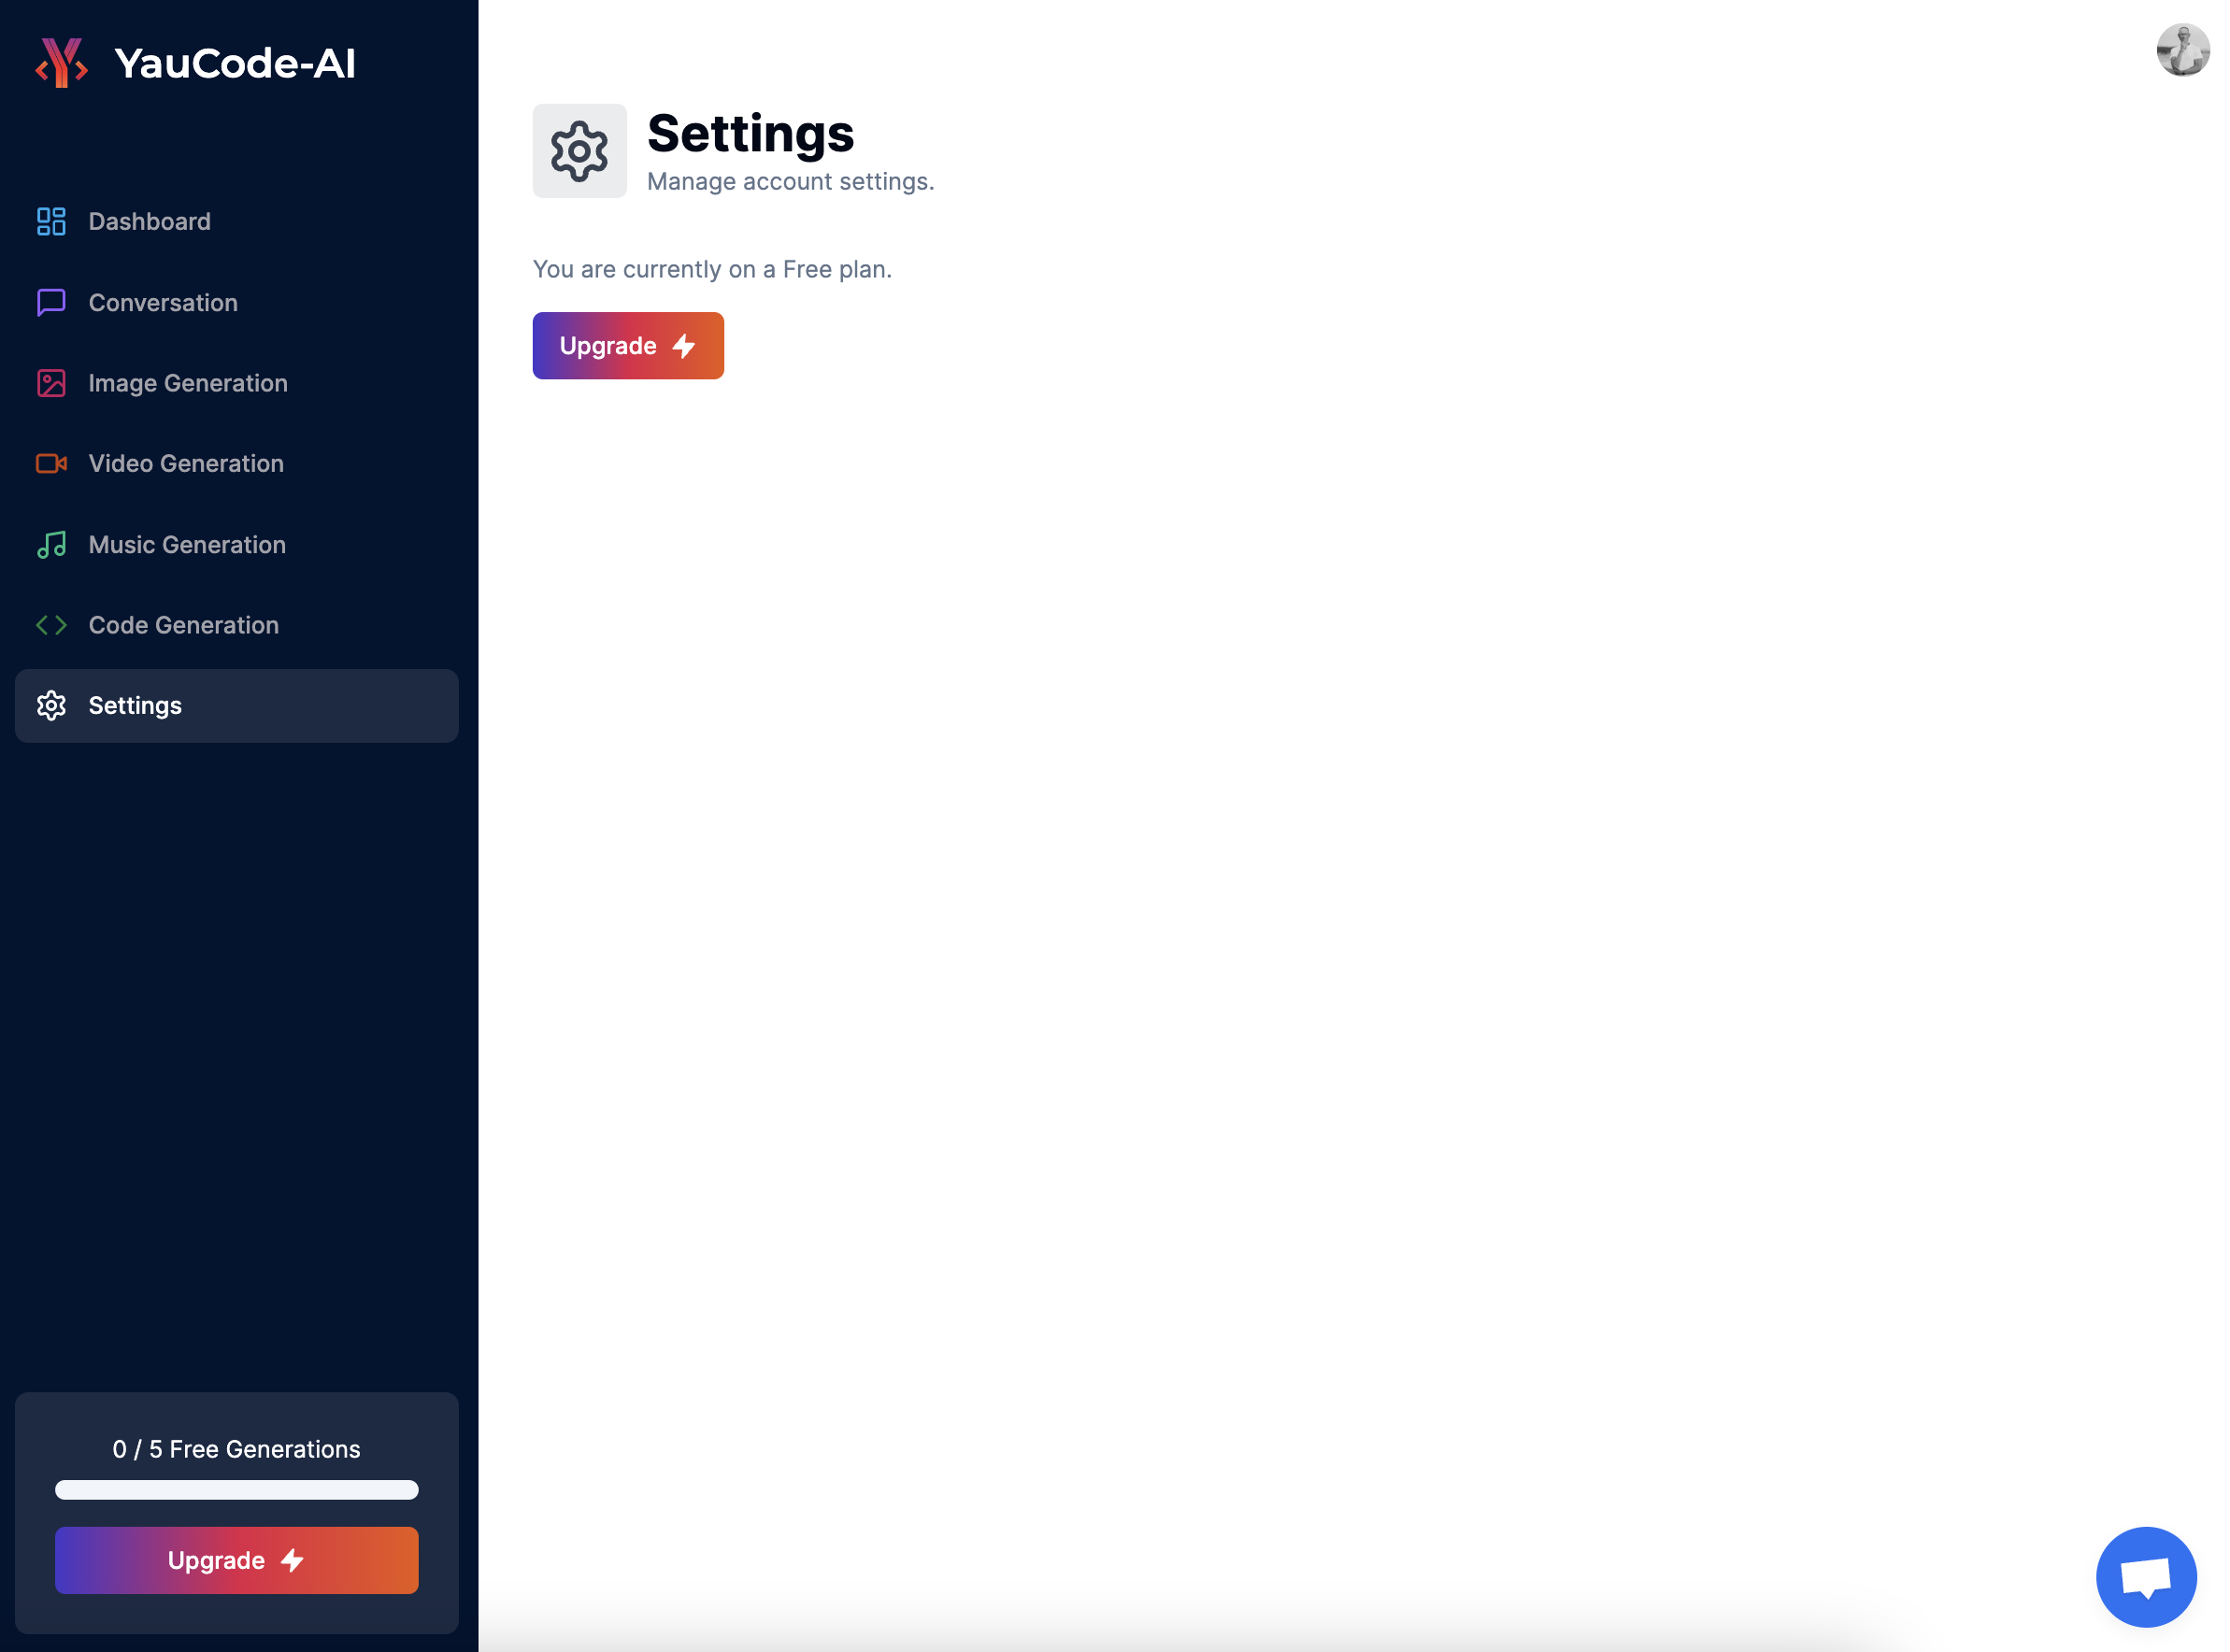 YauCode-AI
Dashboard
Conversation
Image Generation
Video Generation
Music Generation
Code Generation
Settings
0 / 5 Free Generations
Upgrade
Settings
Manage account settings.
You are currently on a Free plan.
Upgrade